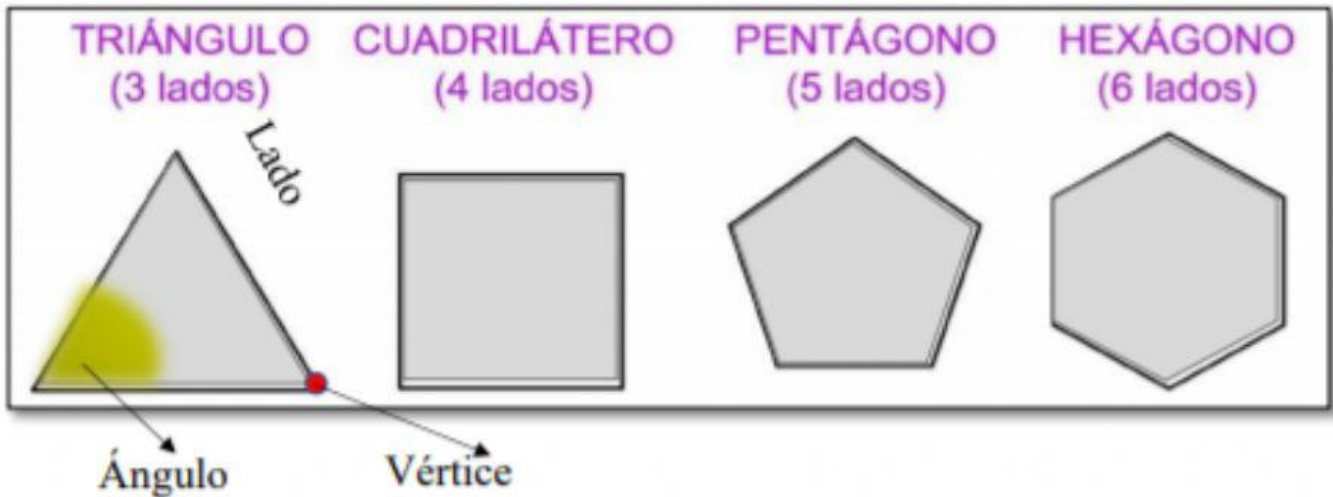 TRIÁNGULO CUADRILÁTERO PENTÁGONO HEXÁGONO
(3 lados) (4 lados) (5 lados) (6 lados)
Lado
Ángulo
Vértice